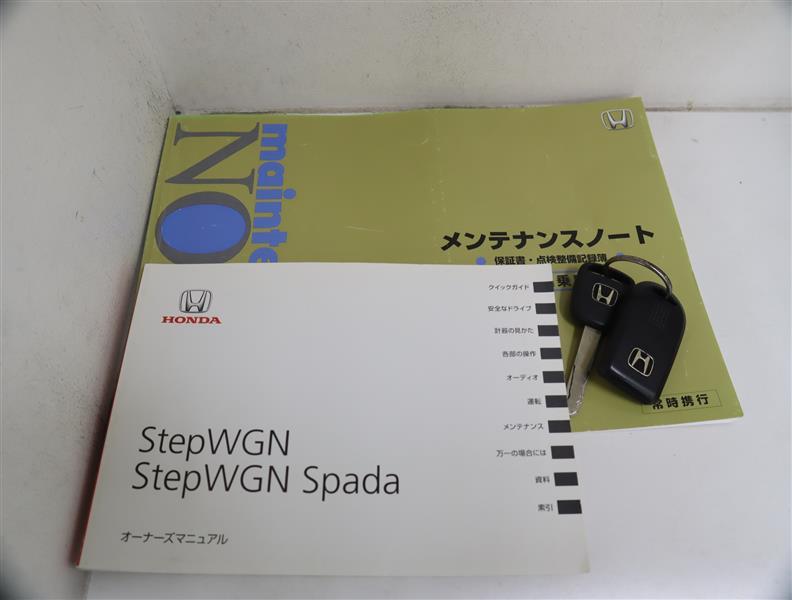 mainte
NO
メンテナンスノート
保証書・点検整備記録簿
乗
常時携行
HONDA
クイックガイド
安全なドライブ
計器の見かた
各部の操作
オーディオ
運転
メンテナンス
万一の場合には
資料
索引
StepWGN
StepWGN Spada
オーナーズマニュアル